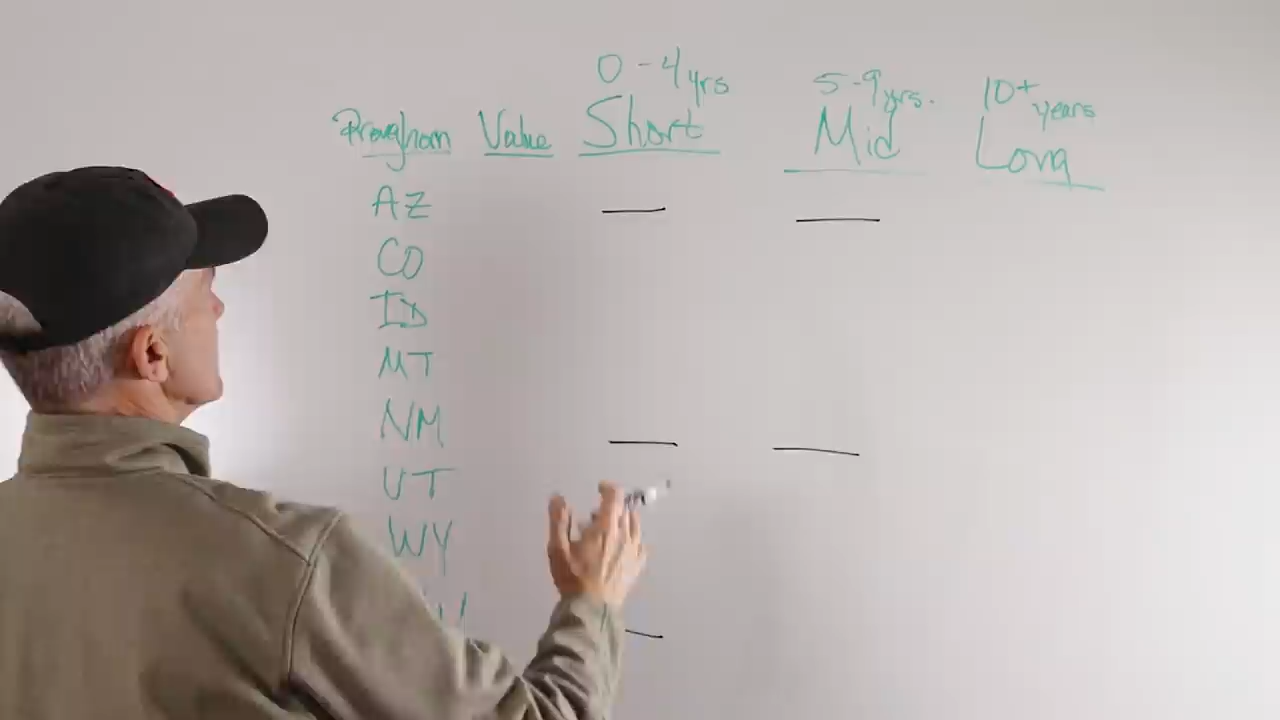 0-4 yrs 5-9 yrs. 10+ years
Pronghorn Value Short Mid Long
AZ
CO
ID
MT
NM
UT
WY